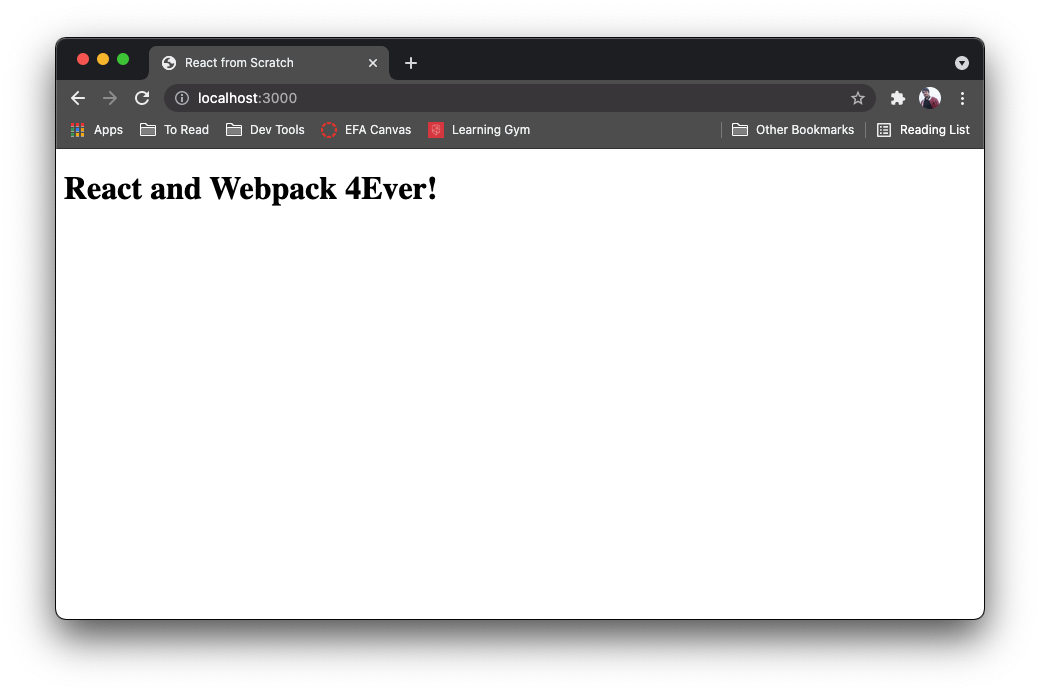 React from Scratch
localhost:3000
Apps To Read Dev Tools EFA Canvas Learning Gym Other Bookmarks Reading List
React and Webpack 4Ever!